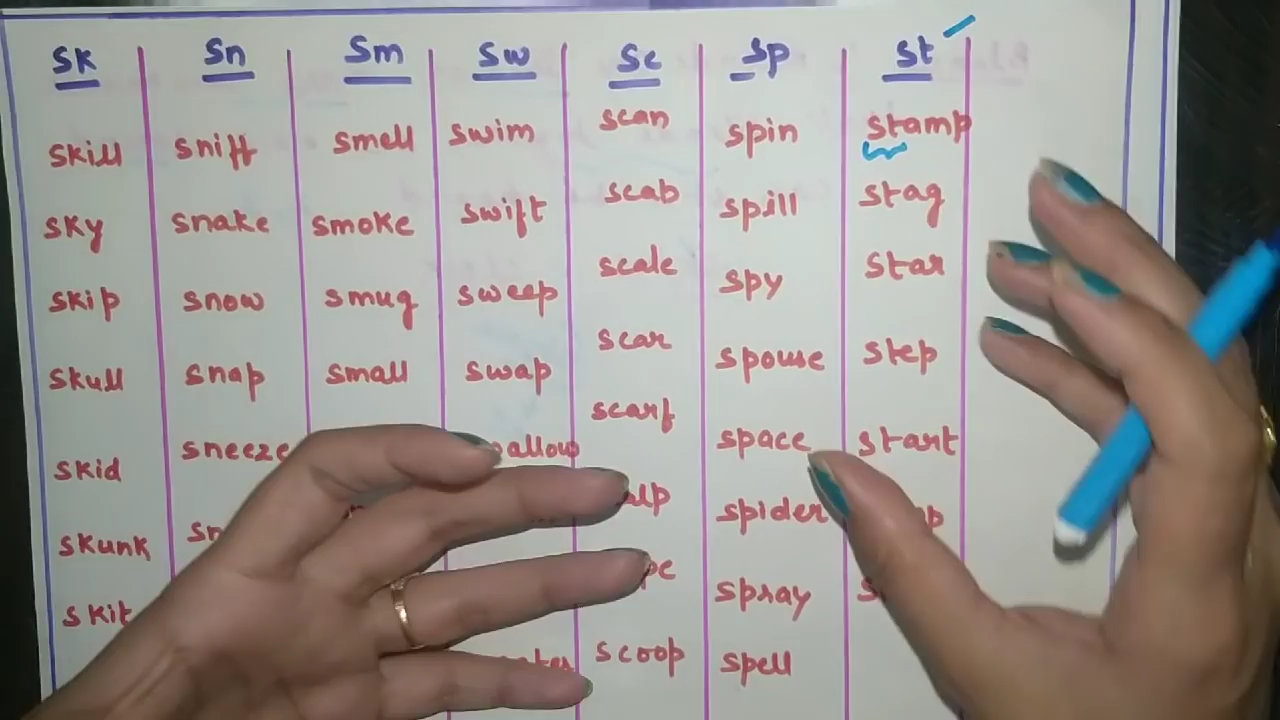 sk sn sm sw sc sp st
skill sniff smell swim scan spin stamp
sky snake smoke swift scab spill stag
skip snow smug sweep scale spy star
skull snap small swap scar spouse step
skid sneeze scarf space start
skunk spider
skit spray
scoop spell